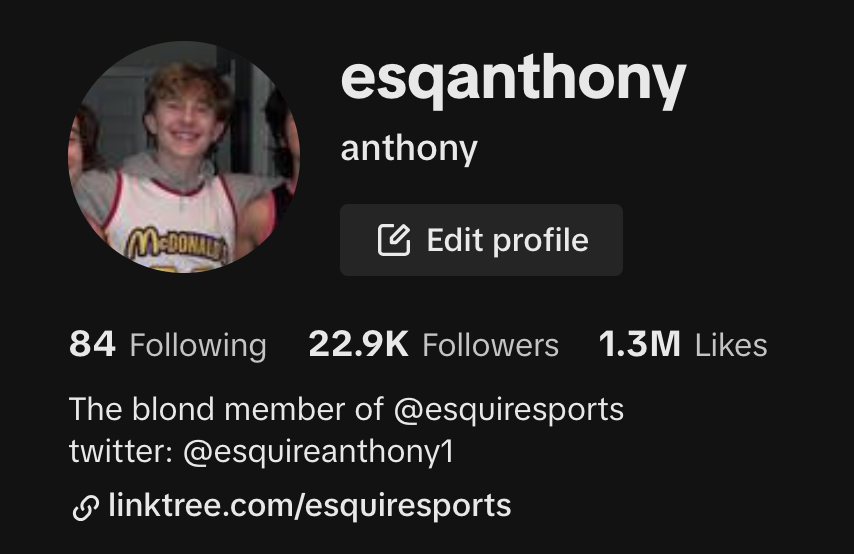 esqanthony
anthony
McDONALD'S
Edit profile
84 Following 22.9K Followers 1.3M Likes
The blond member of @esquiresports
twitter: @esquireanthony1
linktree.com/esquiresports